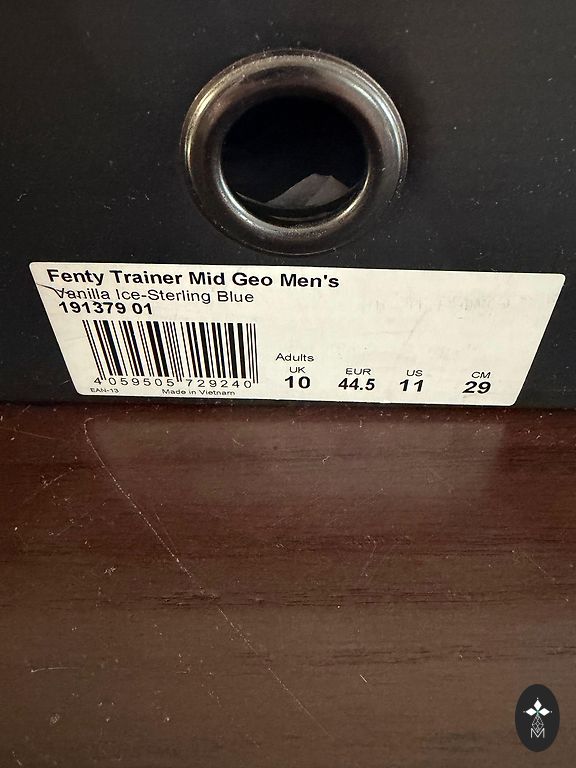 Fenty Trainer Mid Geo Men's
Vanilla Ice-Sterling Blue
191379 01
Adults
UK EUR US CM
10 44.5 11 29
4 059505 729240
EAN-13 Made in Vietnam
M